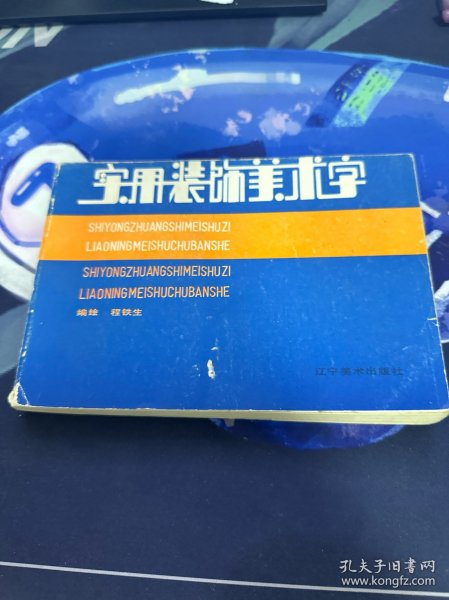 实用装饰美术字
SHIYONGZHUANGSHIMEISHUZI
LIAONINGMEISHUCHUBANSHE
SHIYONGZHUANGSHIMEISHUZI
LIAONINGMEISHUCHUBANSHE
编绘 程铁生
辽宁美术出版社
孔夫子旧书网
www.kongfz.com